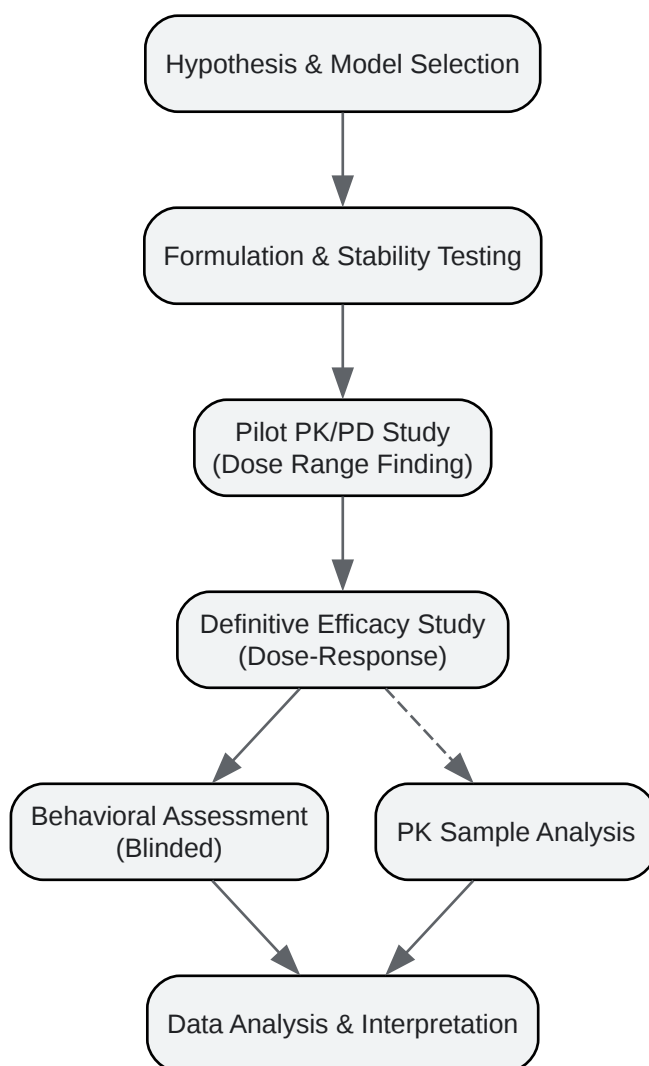 Hypothesis & Model Selection
Formulation & Stability Testing
Pilot PK/PD Study
(Dose Range Finding)
Definitive Efficacy Study
(Dose-Response)
Behavioral Assessment
(Blinded)
PK Sample Analysis
Data Analysis & Interpretation